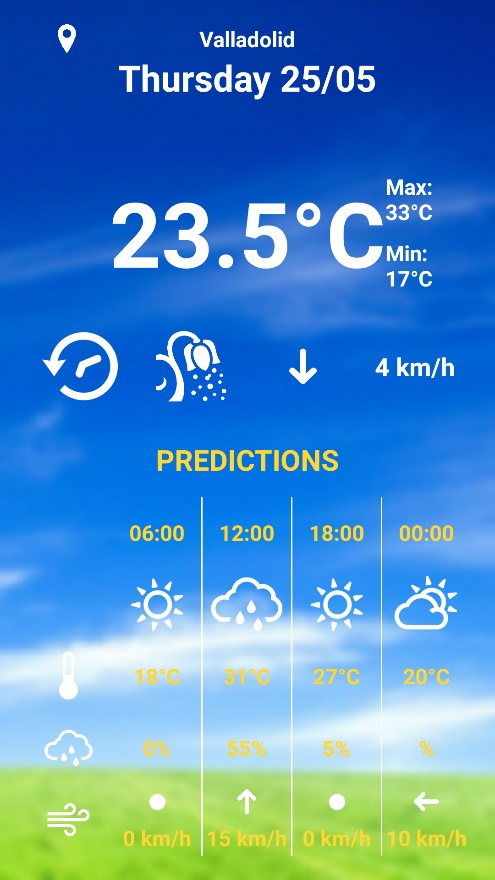 Valladolid
Thursday 25/05
23.5°C
Max:
33°C
Min:
17°C
4 km/h
PREDICTIONS
06:00 12:00 18:00 00:00
18°C 31°C 27°C 20°C
0% 55% 5% %
0 km/h 15 km/h 0 km/h 10 km/h